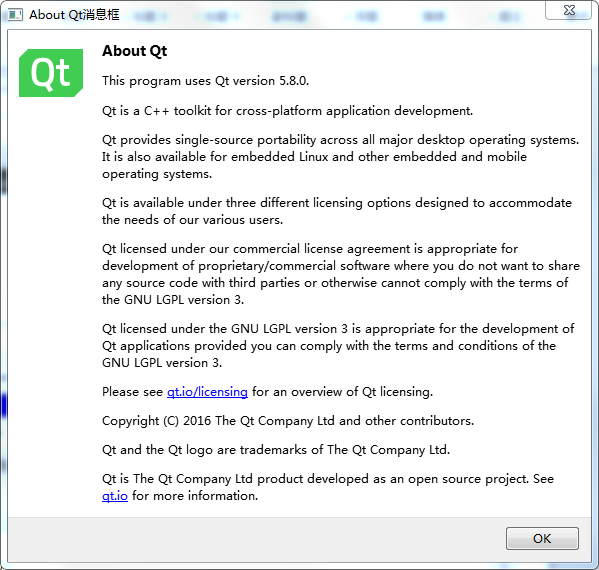 About Qt消息框
Qt
About Qt
This program uses Qt version 5.8.0.
Qt is a C++ toolkit for cross-platform application development.
Qt provides single-source portability across all major desktop operating systems.
It is also available for embedded Linux and other embedded and mobile
operating systems.
Qt is available under three different licensing options designed to accommodate
the needs of our various users.
Qt licensed under our commercial license agreement is appropriate for
development of proprietary/commercial software where you do not want to share
any source code with third parties or otherwise cannot comply with the terms of
the GNU LGPL version 3.
Qt licensed under the GNU LGPL version 3 is appropriate for the development of
Qt applications provided you can comply with the terms and conditions of the
GNU LGPL version 3.
Please see qt.io/licensing for an overview of Qt licensing.
Copyright (C) 2016 The Qt Company Ltd and other contributors.
Qt and the Qt logo are trademarks of The Qt Company Ltd.
Qt is The Qt Company Ltd product developed as an open source project. See
qt.io for more information.
OK